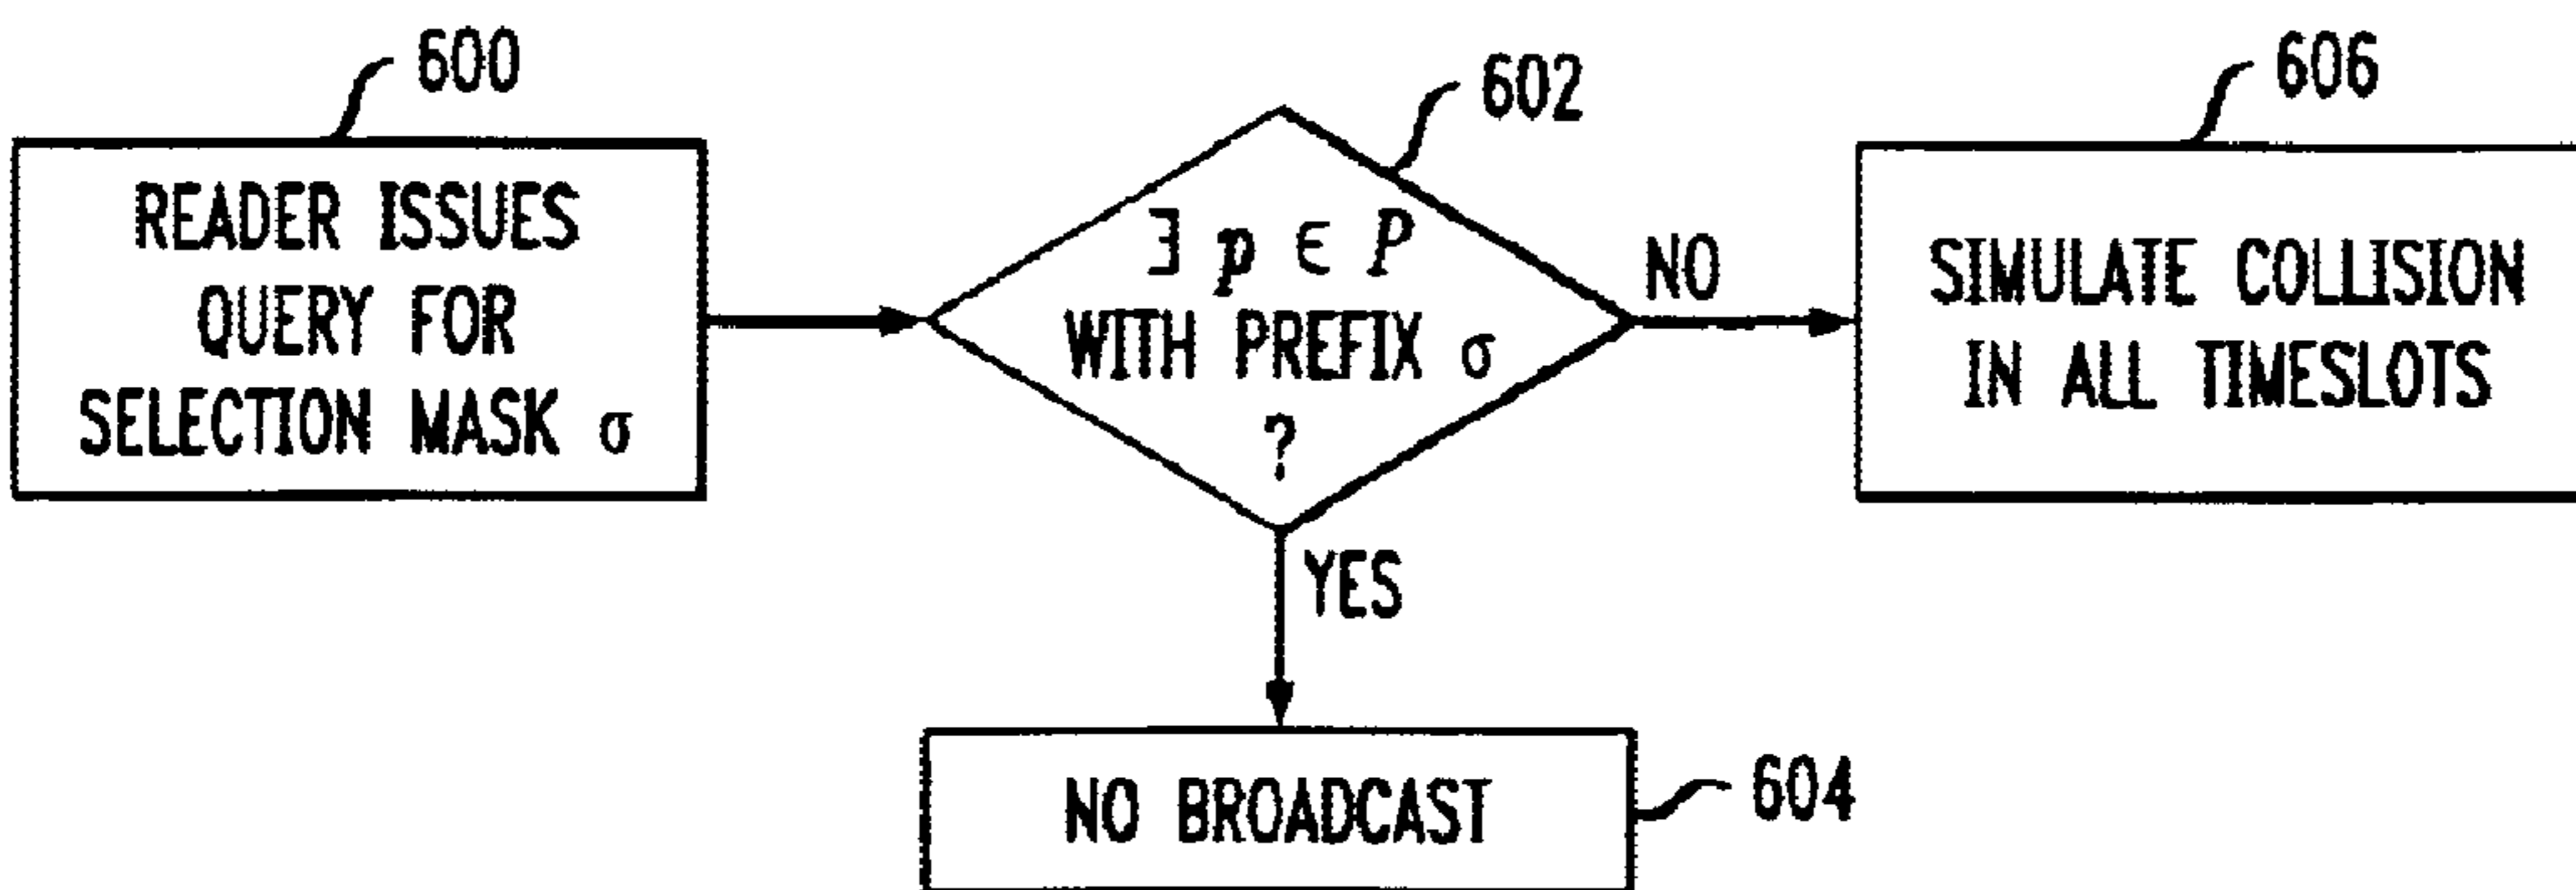 600
READER ISSUES
QUERY FOR
SELECTION MASK σ
602
∃ p ∈ P
WITH PREFIX σ
?
NO
606
SIMULATE COLLISION
IN ALL TIMESLOTS
YES
NO BROADCAST
604